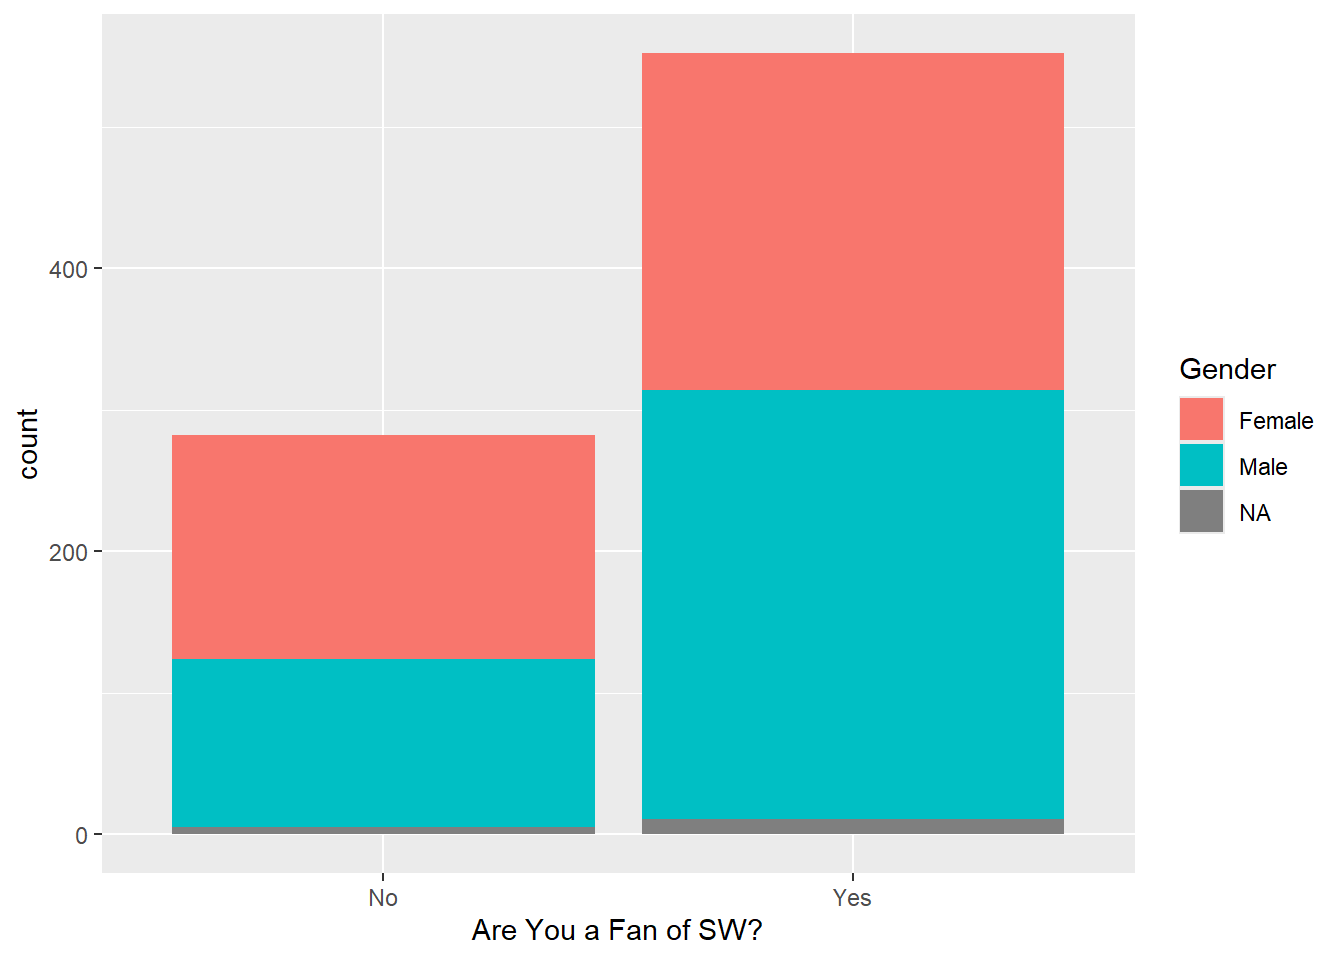 count
400
200
0
No
Yes
Are You a Fan of SW?
Gender
Female
Male
NA